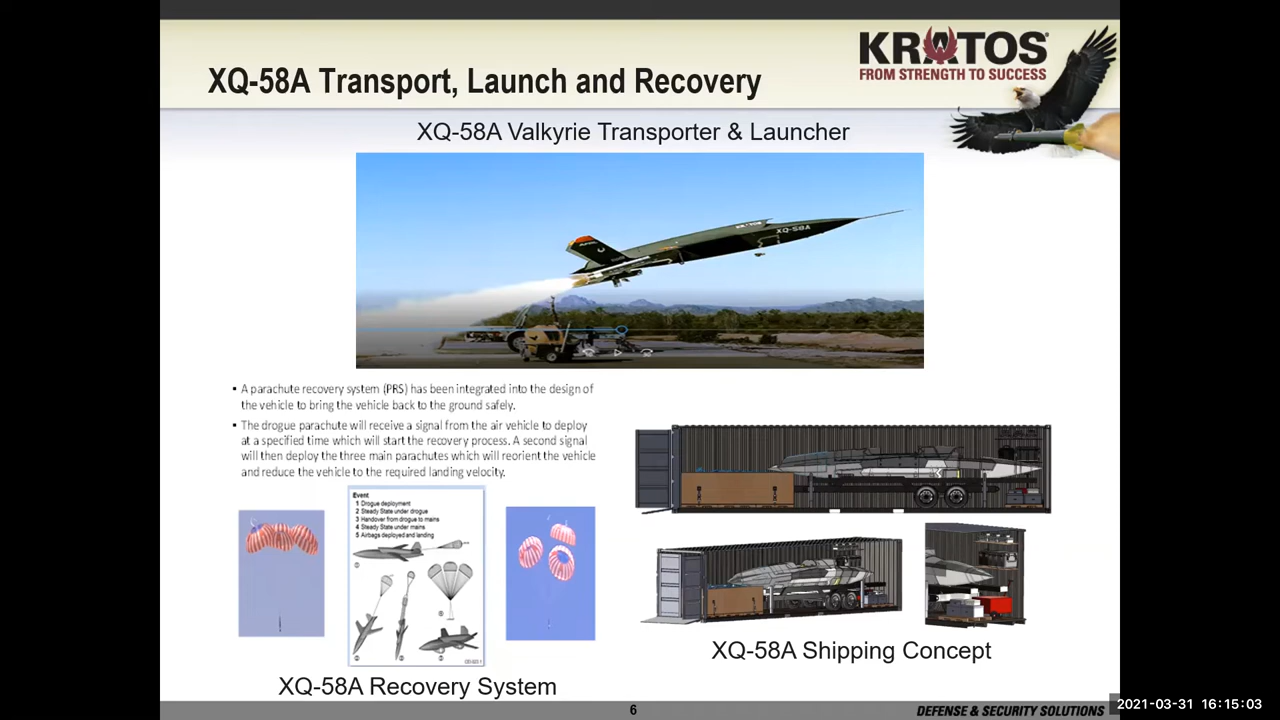 KRATOS
FROM STRENGTH TO SUCCESS
XQ-58A Transport, Launch and Recovery
XQ-58A Valkyrie Transporter & Launcher
XQ-58A
▪ A parachute recovery system (PRS) has been integrated into the design of
the vehicle to bring the vehicle back to the ground safely.
▪ The drogue parachute will receive a signal from the air vehicle to deploy
at a specified time which will start the recovery process. A second signal
will then deploy the three main parachutes which will reorient the vehicle
and reduce the vehicle to the required landing velocity.
Event
1 Drogue deployment
2 Steady State under drogue
3 Handover from drogue to mains
4 Steady State under mains
5 Airbags deployed and landing
XQ-58A Recovery System
XQ-58A Shipping Concept
6
DEFENSE & SECURITY SOLUTIONS
2021-03-31 16:15:03